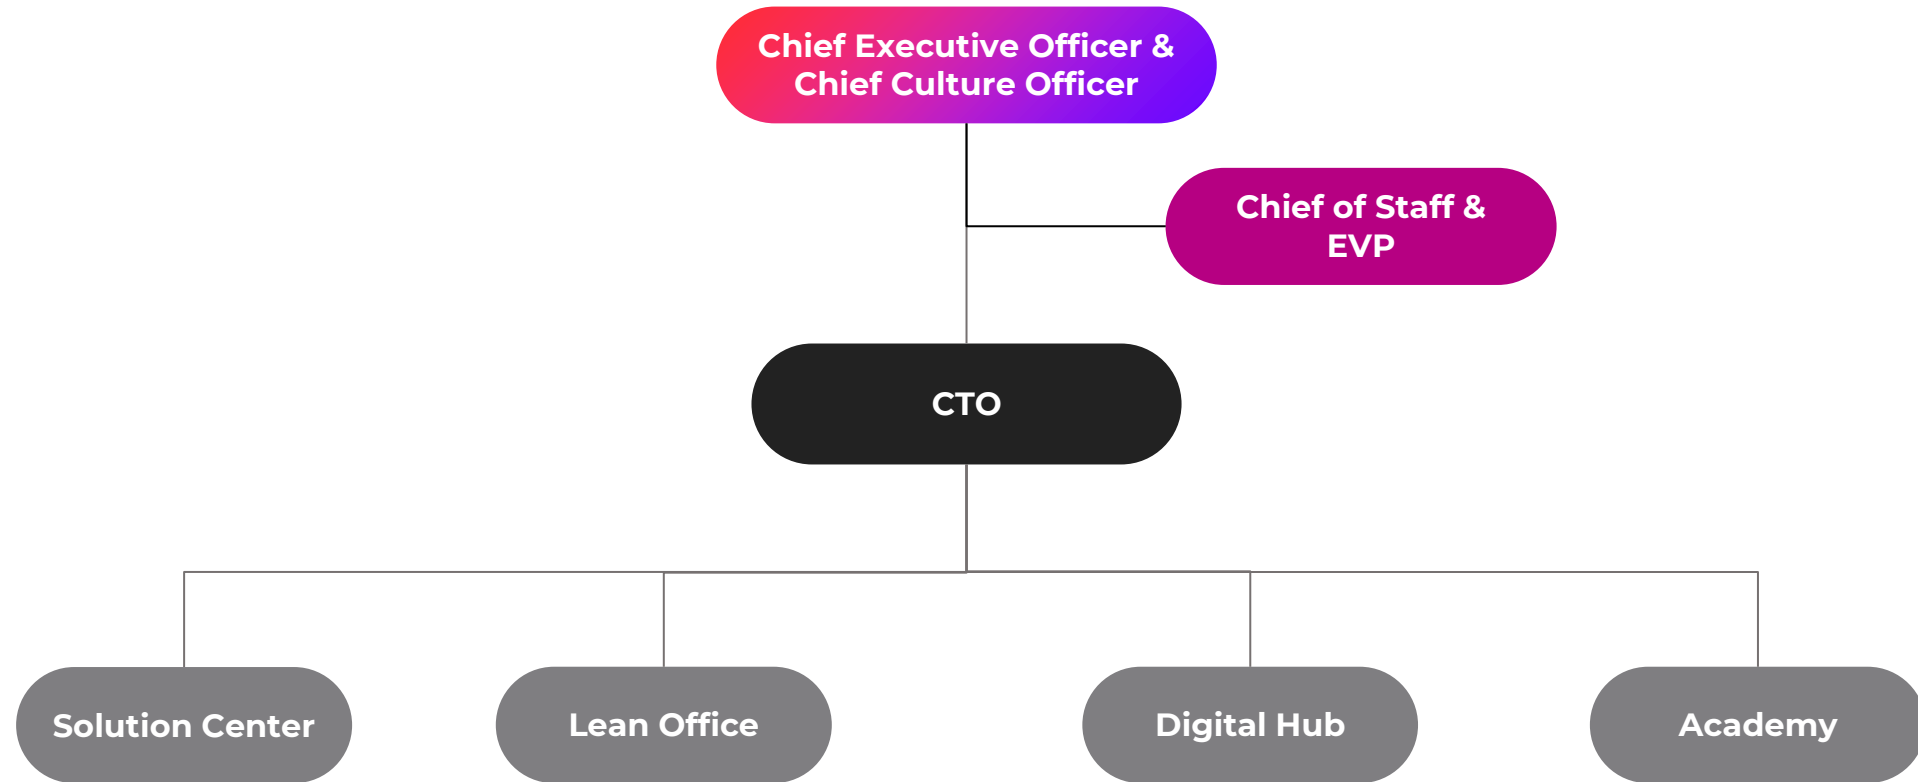 Chief Executive Officer &
Chief Culture Officer
Chief of Staff &
EVP
CTO
Solution Center
Lean Office
Digital Hub
Academy